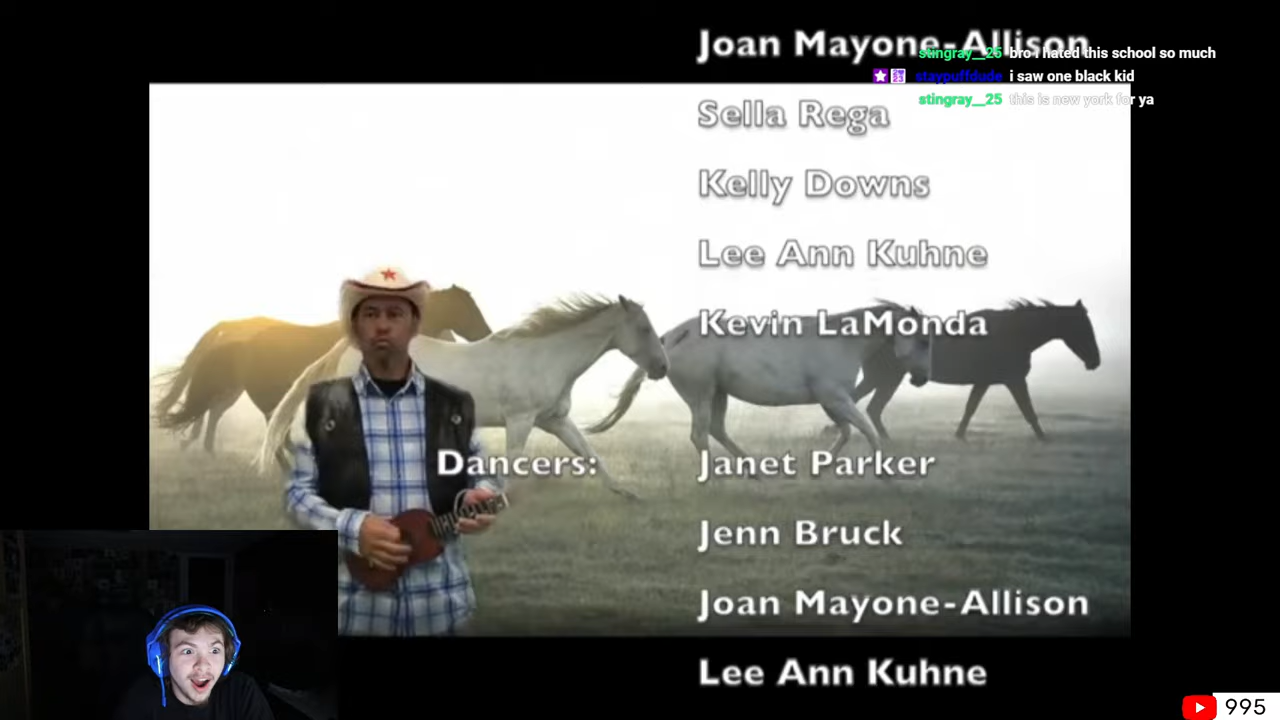 Joan Mayone-Allison
stingray__25 bro i hated this school so much
staypuffdude i saw one black kid
stingray__25 this is new york for ya
Sella Rega
Kelly Downs
Lee Ann Kuhne
Kevin LaMonda
Dancers: Janet Parker
Jenn Bruck
Joan Mayone-Allison
Lee Ann Kuhne
995